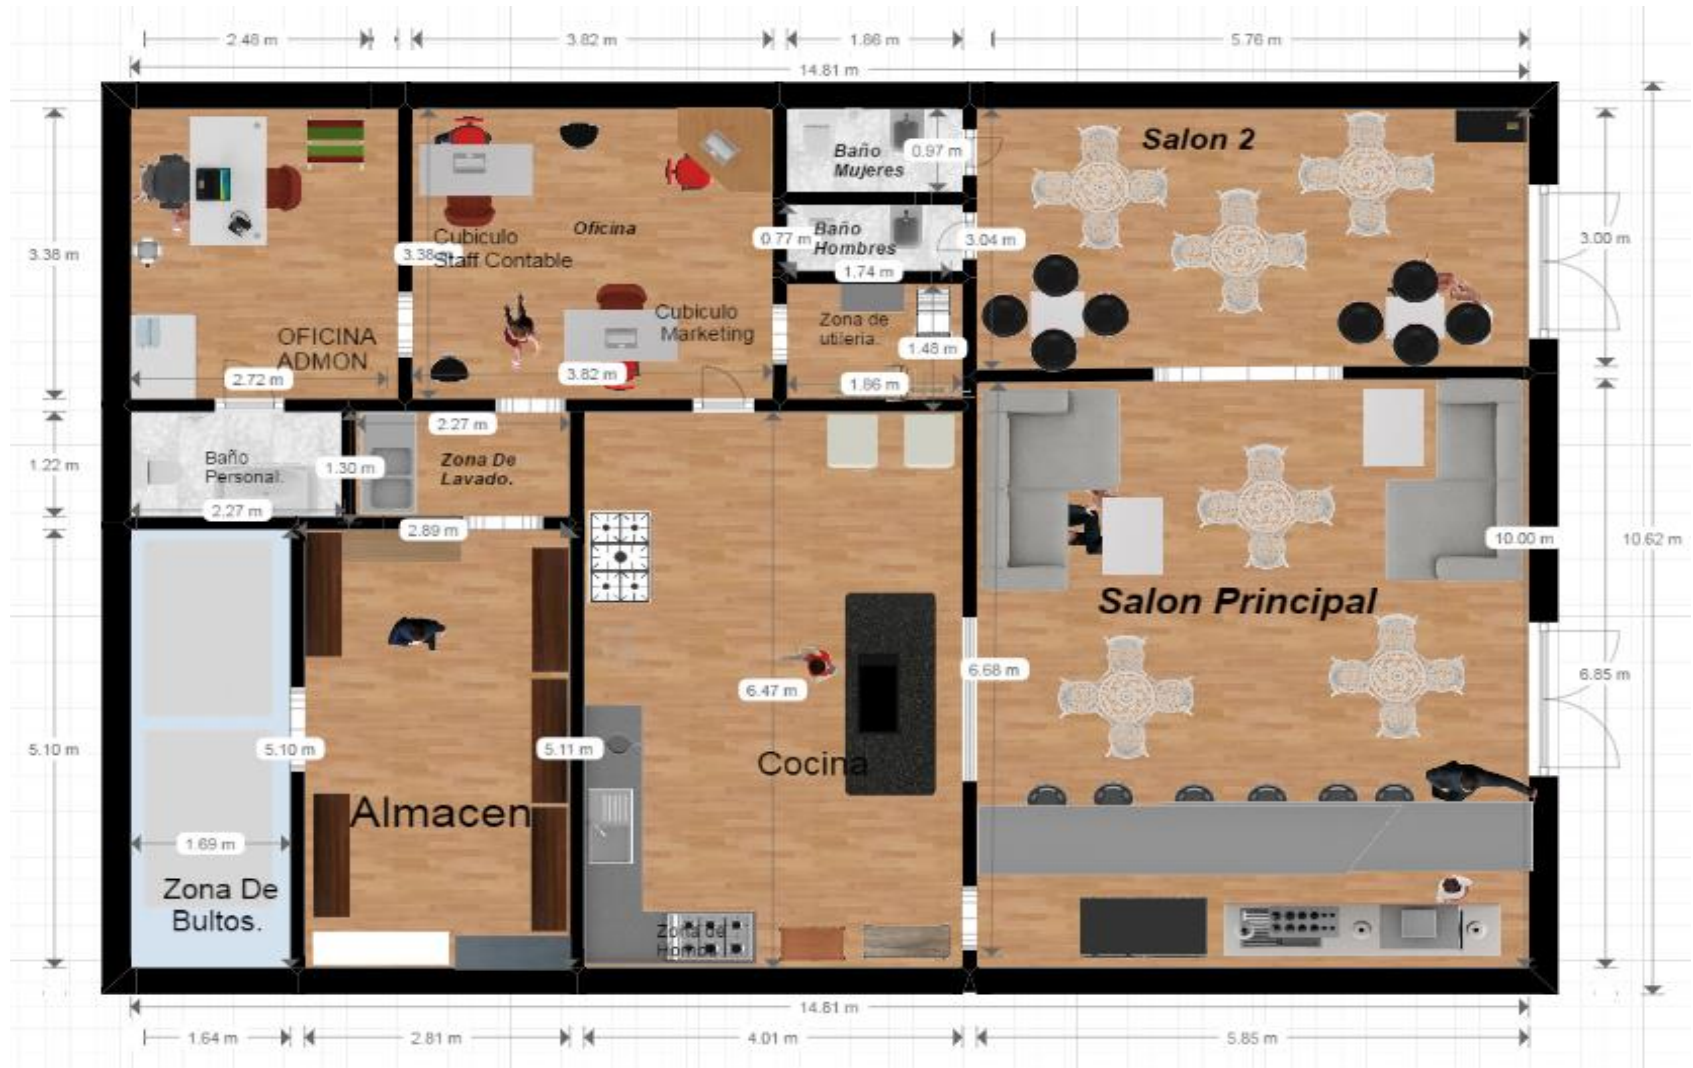 2.48 m
3.82 m
1.86 m
5.76 m
14.81 m
Salon 2
Baño
Mujeres
0.97 m
Oficina
Baño
Hombres
0.77 m
3.04 m
3.00 m
3.38 m
3.38
Cubiculo
Staff Contable
1.74 m
OFICINA
ADMON
Cubiculo
Marketing
Zona de
utileria.
1.48 m
2.72 m
3.82 m
1.86 m
2.27 m
1.22 m
Baño
Personal.
1.30 m
Zona De
Lavado.
2.27 m
2.89 m
10.00 m
10.62 m
Salon Principal
6.47 m
6.68 m
6.85 m
5.10 m
5.10 m
5.11 m
Cocina
Almacen
1.69 m
Zona De
Bultos.
Zona de
14.81 m
1.64 m
2.81 m
4.01 m
5.85 m